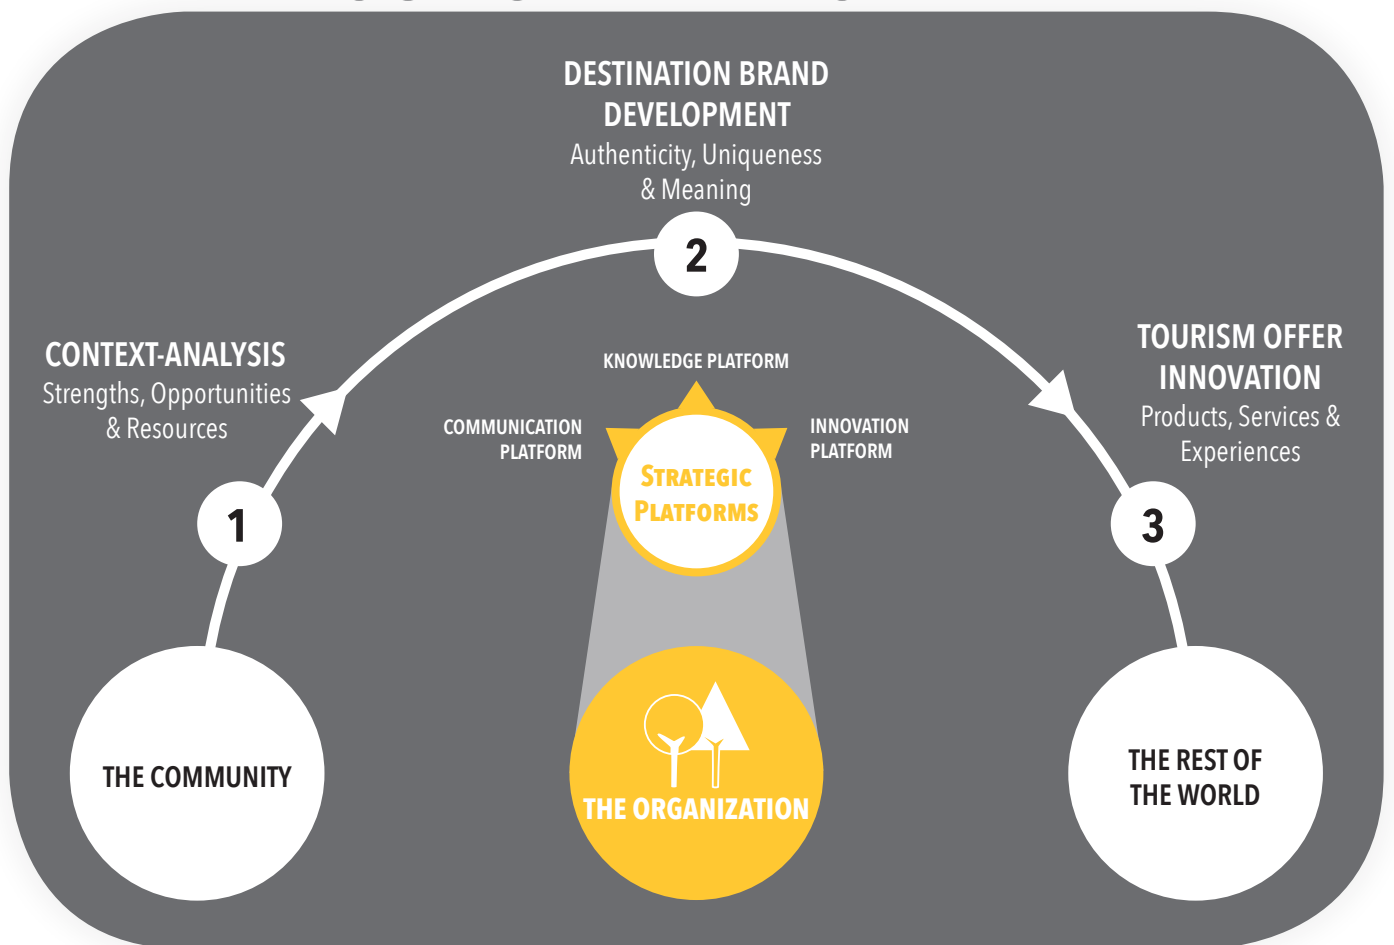 DESTINATION BRAND
DEVELOPMENT
Authenticity, Uniqueness
& Meaning
2
CONTEXT-ANALYSIS
Strengths, Opportunities
& Resources
1
TOURISM OFFER
INNOVATION
Products, Services &
Experiences
3
KNOWLEDGE PLATFORM
COMMUNICATION
PLATFORM
INNOVATION
PLATFORM
STRATEGIC
PLATFORMS
THE COMMUNITY
THE ORGANIZATION
THE REST OF
THE WORLD